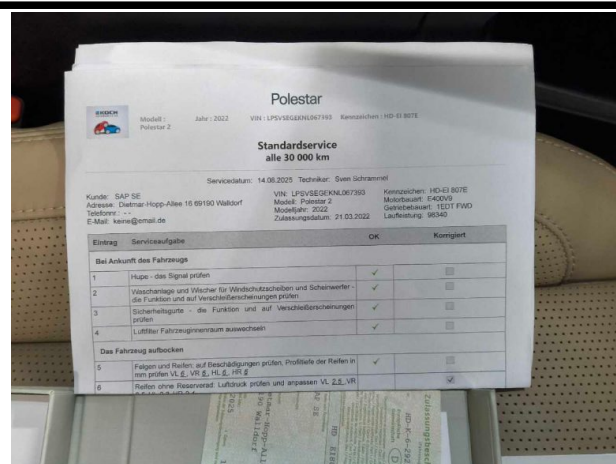 Polestar
EKOCH
Modell : Polestar 2 Jahr : 2022 VIN : LPSVSEGEKNL067393 Kennzeichen : HD-EI 807E
Standardservice
alle 30 000 km
Servicedatum: 14.08.2025 Techniker: Sven Schrammel
Kunde: SAP SE
Adresse: Dietmar-Hopp-Allee 16 69190 Walldorf
Telefonnr.: --
E-Mail: keine@email.de
VIN: LPSVSEGEKNL067393
Modell: Polestar 2
Modelljahr: 2022
Zulassungsdatum: 21.03.2022
Kennzeichen: HD-EI 807E
Motorbauart: E400V9
Getriebebauart: 1EDT FWD
Laufleistung: 98340
Eintrag Serviceaufgabe OK Korrigiert
Bei Ankunft des Fahrzeugs
1 Hupe - das Signal prüfen ✓
2 Waschanlage und Wischer für Windschutzscheiben und Scheinwerfer -
die Funktion und auf Verschleißerscheinungen prüfen ✓
3 Sicherheitsgurte - die Funktion und auf Verschleißerscheinungen
prüfen ✓
4 Luftfilter Fahrzeuginnenraum auswechseln ✓
Das Fahrzeug aufbocken
5 Felgen und Reifen: auf Beschädigungen prüfen, Profiltiefe der Reifen in
mm prüfen VL 6 , VR 6 , HL 6 , HR 6 ✓
6 Reifen ohne Reserverad: Luftdruck prüfen und anpassen VL 2.5 ,VR
Zulassungsbesch